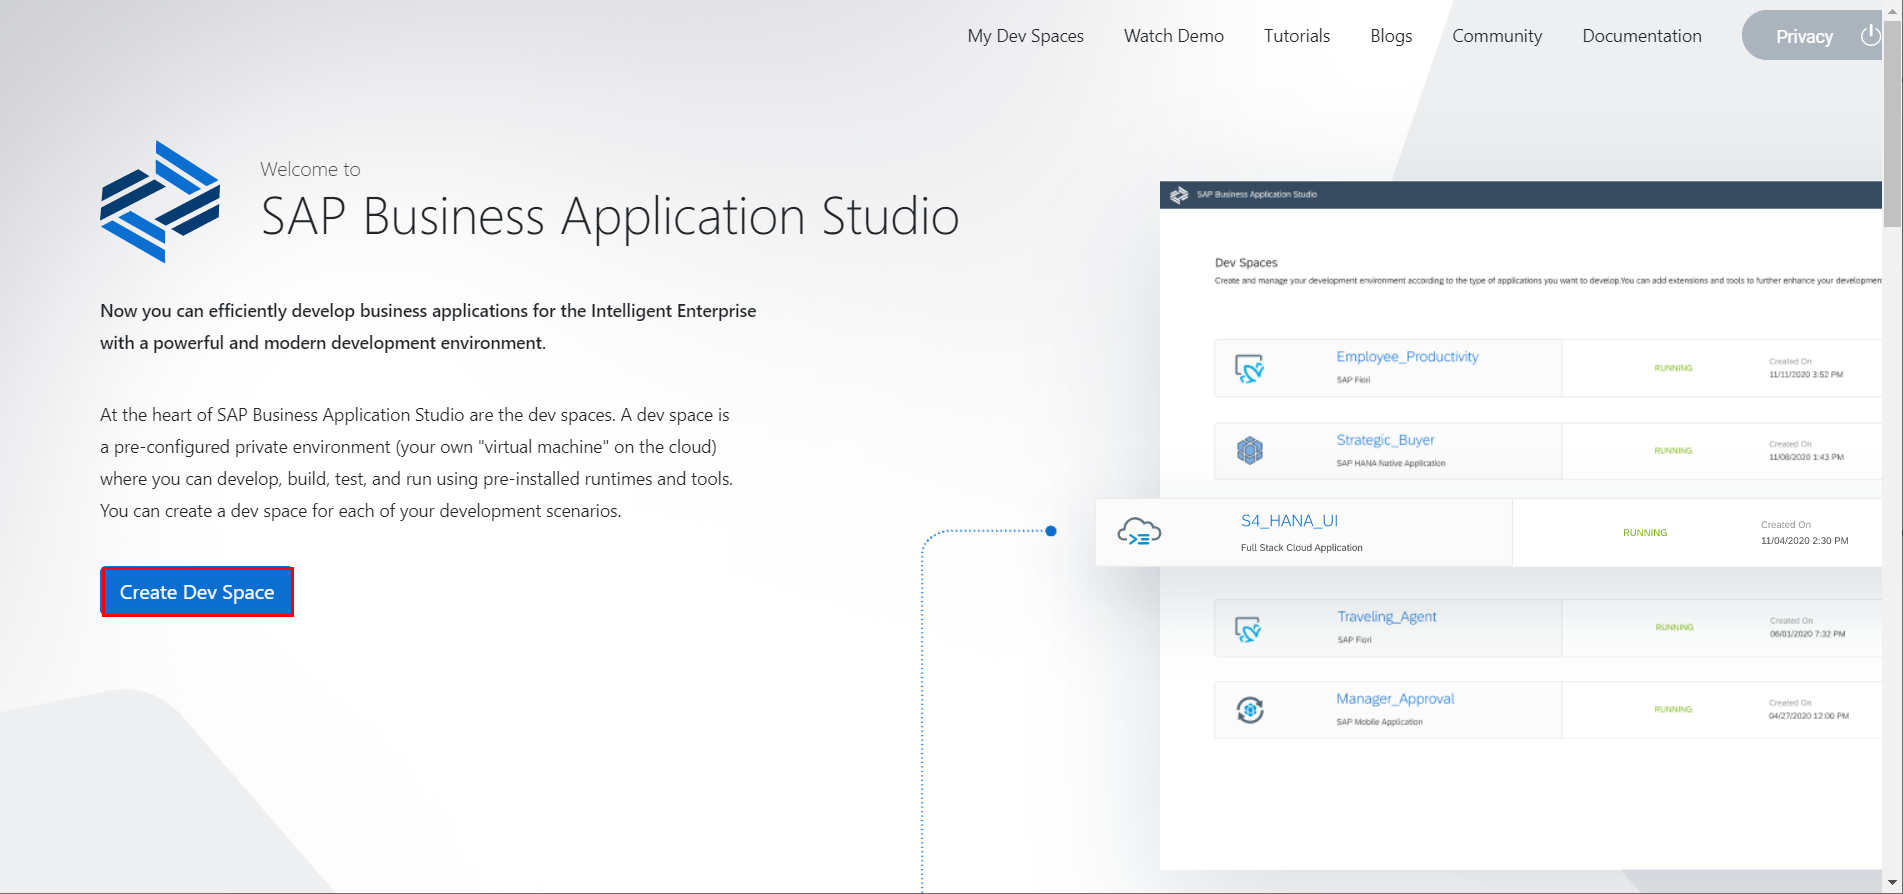 My Dev Spaces
Watch Demo
Tutorials
Blogs
Community
Documentation
Privacy
Welcome to
SAP Business Application Studio
Now you can efficiently develop business applications for the Intelligent Enterprise
with a powerful and modern development environment.
At the heart of SAP Business Application Studio are the dev spaces. A dev space is
a pre-configured private environment (your own "virtual machine" on the cloud)
where you can develop, build, test, and run using pre-installed runtimes and tools.
You can create a dev space for each of your development scenarios.
Create Dev Space
SAP Business Application Studio
Dev Spaces
Create and manage your development environment according to the type of applications you want to develop.You can add extensions and tools to further enhance your developmen
Employee_Productivity
SAP Fiori
RUNNING
Created On
11/11/2020 3:52 PM
Strategic_Buyer
SAP HANA Native Application
RUNNING
Created On
11/08/2020 1:43 PM
S4_HANA_UI
Full Stack Cloud Application
RUNNING
Created On
11/04/2020 2:30 PM
Traveling_Agent
SAP Fiori
RUNNING
Created On
06/01/2020 7:32 PM
Manager_Approval
SAP Mobile Application
RUNNING
Created On
04/27/2020 12:00 PM